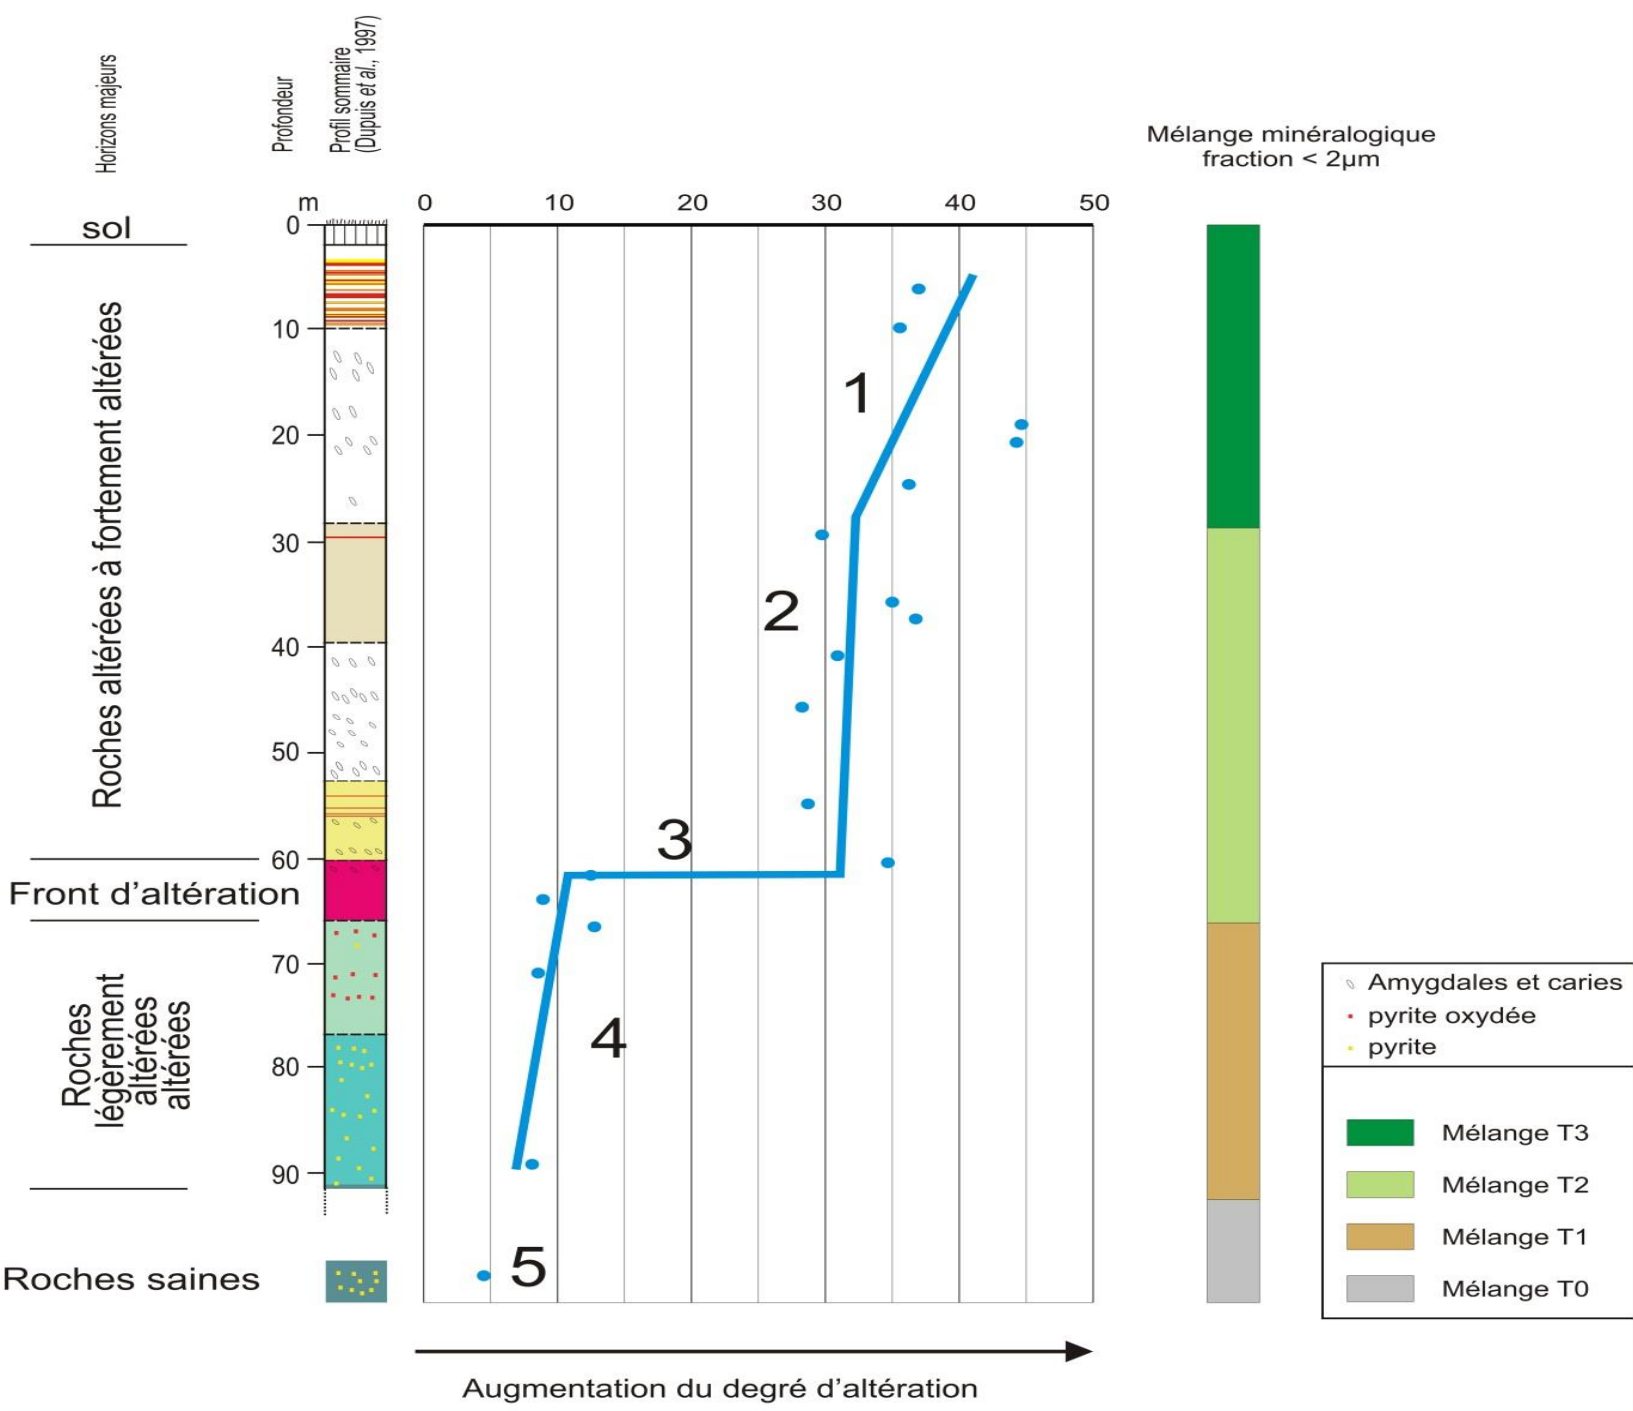 Horizons majeurs
Profondeur
Profil sommaire
(Dupuis et al., 1997)
Mélange minéralogique
fraction < 2µm
m
0 10 20 30 40 50
0
10
20
30
40
50
60
70
80
90
sol
Roches altérées à fortement altérées
Front d’altération
Roches
légèrement
altérées
altérées
Roches saines
1
2
3
4
5
Amygdales et caries
pyrite oxydée
pyrite
Mélange T3
Mélange T2
Mélange T1
Mélange T0
Augmentation du degré d’altération